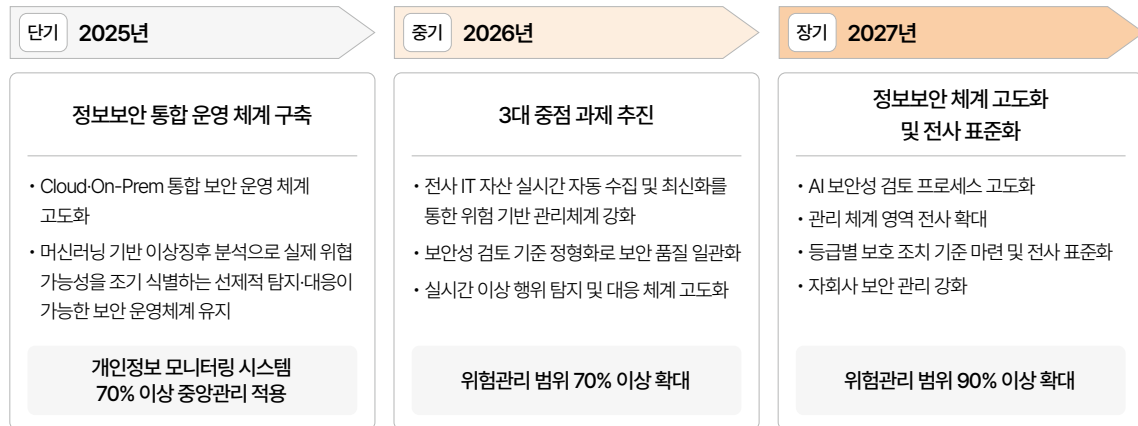 단기 2025년
정보보안 통합 운영 체계 구축
• Cloud·On-Prem 통합 보안 운영 체계
고도화
• 머신러닝 기반 이상징후 분석으로 실제 위협
가능성을 조기 식별하는 선제적 탐지·대응이
가능한 보안 운영체계 유지
개인정보 모니터링 시스템
70% 이상 중앙관리 적용
중기 2026년
3대 중점 과제 추진
• 전사 IT 자산 실시간 자동 수집 및 최신화를
통한 위험 기반 관리체계 강화
• 보안성 검토 기준 정형화로 보안 품질 일관화
• 실시간 이상 행위 탐지 및 대응 체계 고도화
위험관리 범위 70% 이상 확대
장기 2027년
정보보안 체계 고도화
및 전사 표준화
• AI 보안성 검토 프로세스 고도화
• 관리 체계 영역 전사 확대
• 등급별 보호 조치 기준 마련 및 전사 표준화
• 자회사 보안 관리 강화
위험관리 범위 90% 이상 확대